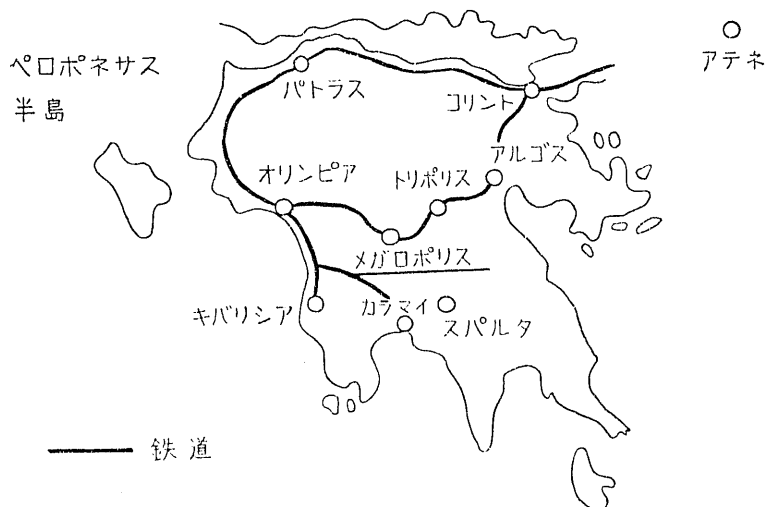 ペロポネサス
半島
アテネ
パトラス
コリント
アルゴス
オリンピア
トリポリス
メガロポリス
キバリシア
カラマイ
スパルタ
鉄道